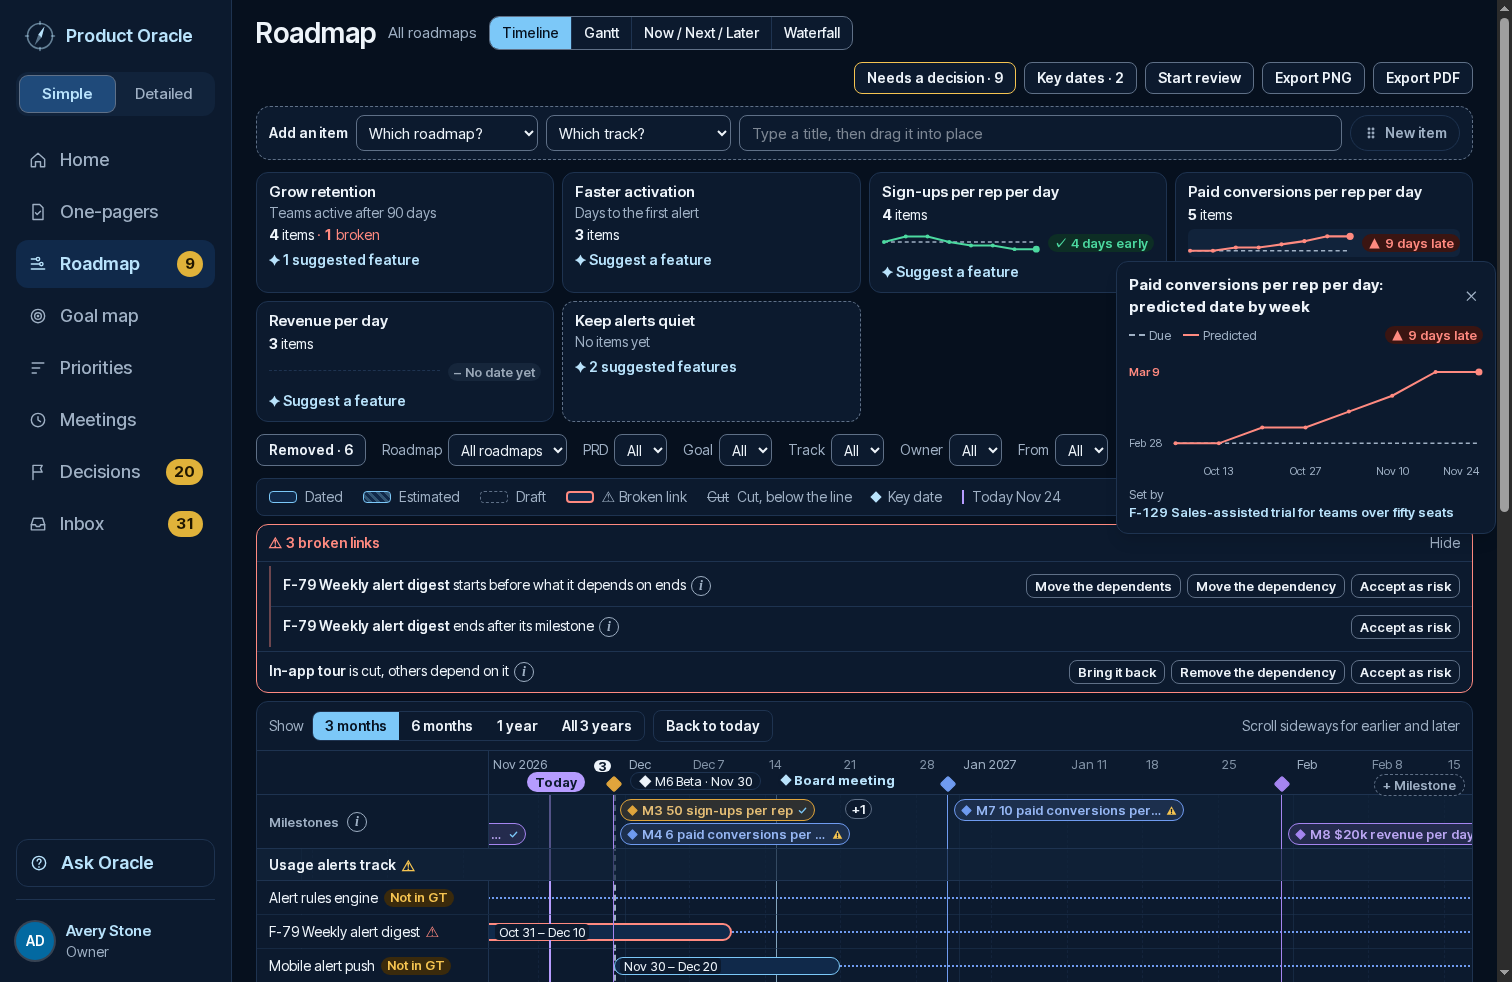 Product Oracle
Simple
Detailed
Home
One-pagers
Roadmap
9
Goal map
Priorities
Meetings
Decisions
20
Inbox
31
Ask Oracle
AD
Avery Stone
Owner
Roadmap
All roadmaps
Timeline
Gantt
Now / Next / Later
Waterfall
Needs a decision · 9
Key dates · 2
Start review
Export PNG
Export PDF
Add an item
Which roadmap?
Which track?
Type a title, then drag it into place
New item
Grow retention
Teams active after 90 days
4 items · 1 broken
✦ 1 suggested feature
Faster activation
Days to the first alert
3 items
✦ Suggest a feature
Sign-ups per rep per day
4 items
✓ 4 days early
✦ Suggest a feature
Paid conversions per rep per day
5 items
▲ 9 days late
Revenue per day
3 items
– No date yet
✦ Suggest a feature
Keep alerts quiet
No items yet
✦ 2 suggested features
Paid conversions per rep per day:
predicted date by week
Due
Predicted
▲ 9 days late
Mar 9
Feb 28
Oct 13
Oct 27
Nov 10
Nov 24
Set by
F-129 Sales-assisted trial for teams over fifty seats
Removed · 6
Roadmap
All roadmaps
PRD
All
Goal
All
Track
All
Owner
All
From
All
Dated
Estimated
Draft
⚠ Broken link
Cut
Cut, below the line
Key date
Today Nov 24
⚠ 3 broken links
Hide
F-79 Weekly alert digest starts before what it depends on ends
i
Move the dependents
Move the dependency
Accept as risk
F-79 Weekly alert digest ends after its milestone
i
Accept as risk
In-app tour is cut, others depend on it
i
Bring it back
Remove the dependency
Accept as risk
Show
3 months
6 months
1 year
All 3 years
Back to today
Scroll sideways for earlier and later
Nov 2026
3
Dec
Dec 7
14
21
28
Jan 2027
Jan 11
18
25
Feb
Feb 8
15
Today
M6 Beta · Nov 30
Board meeting
+ Milestone
Milestones
i
M3 50 sign-ups per rep ✓
+1
M7 10 paid conversions per...
... ✓
M4 6 paid conversions per ...
M8 $20k revenue per day
Usage alerts track ⚠
Alert rules engine
Not in GT
F-79 Weekly alert digest ⚠
Oct 31 – Dec 10
Mobile alert push
Not in GT
Nov 30 – Dec 20